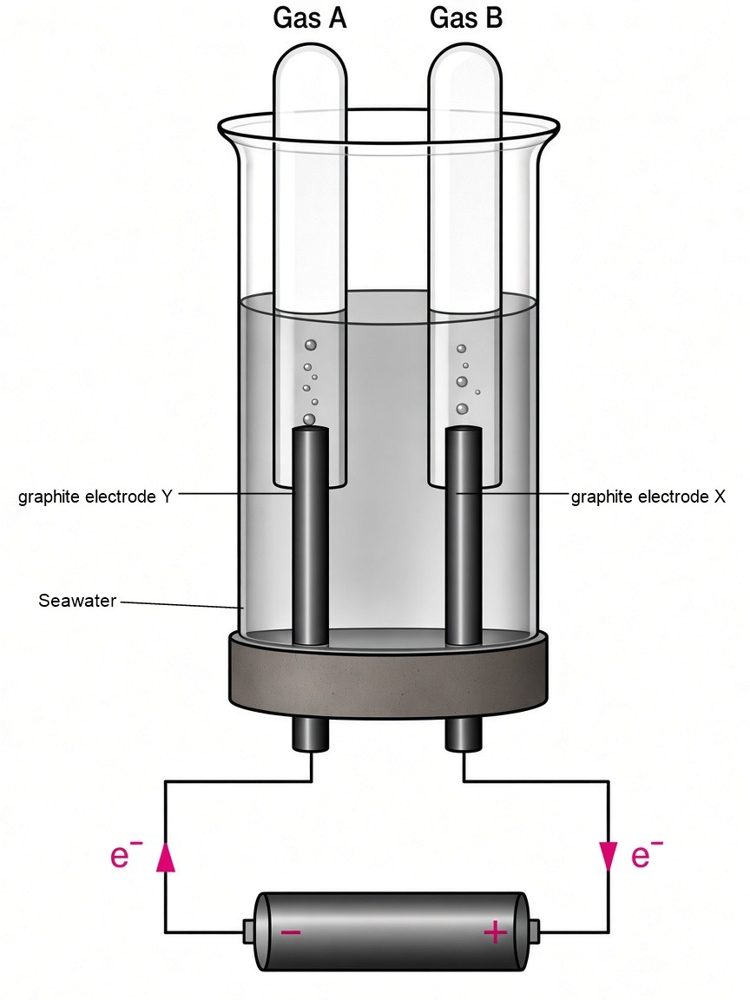 Gas A
Gas B
graphite electrode Y
graphite electrode X
Seawater
e⁻
e⁻
−
+